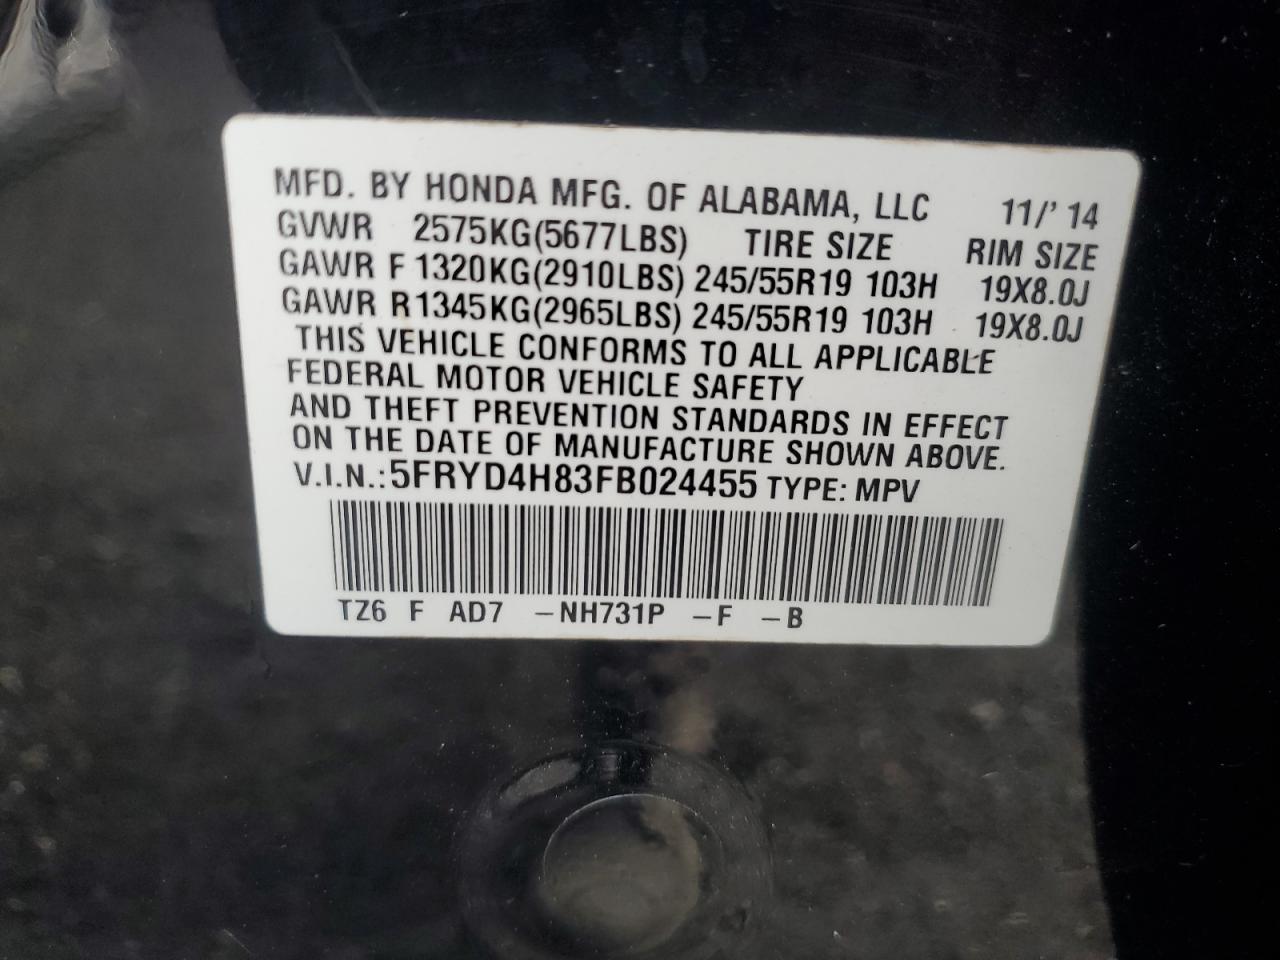 MFD. BY HONDA MFG. OF ALABAMA, LLC 11/' 14
GVWR 2575KG(5677LBS) TIRE SIZE RIM SIZE
GAWR F 1320KG(2910LBS) 245/55R19 103H 19X8.0J
GAWR R1345KG(2965LBS) 245/55R19 103H 19X8.0J
THIS VEHICLE CONFORMS TO ALL APPLICABLE
FEDERAL MOTOR VEHICLE SAFETY
AND THEFT PREVENTION STANDARDS IN EFFECT
ON THE DATE OF MANUFACTURE SHOWN ABOVE.
V.I.N.:5FRYD4H83FB024455 TYPE: MPV
TZ6 F AD7 –NH731P –F –B